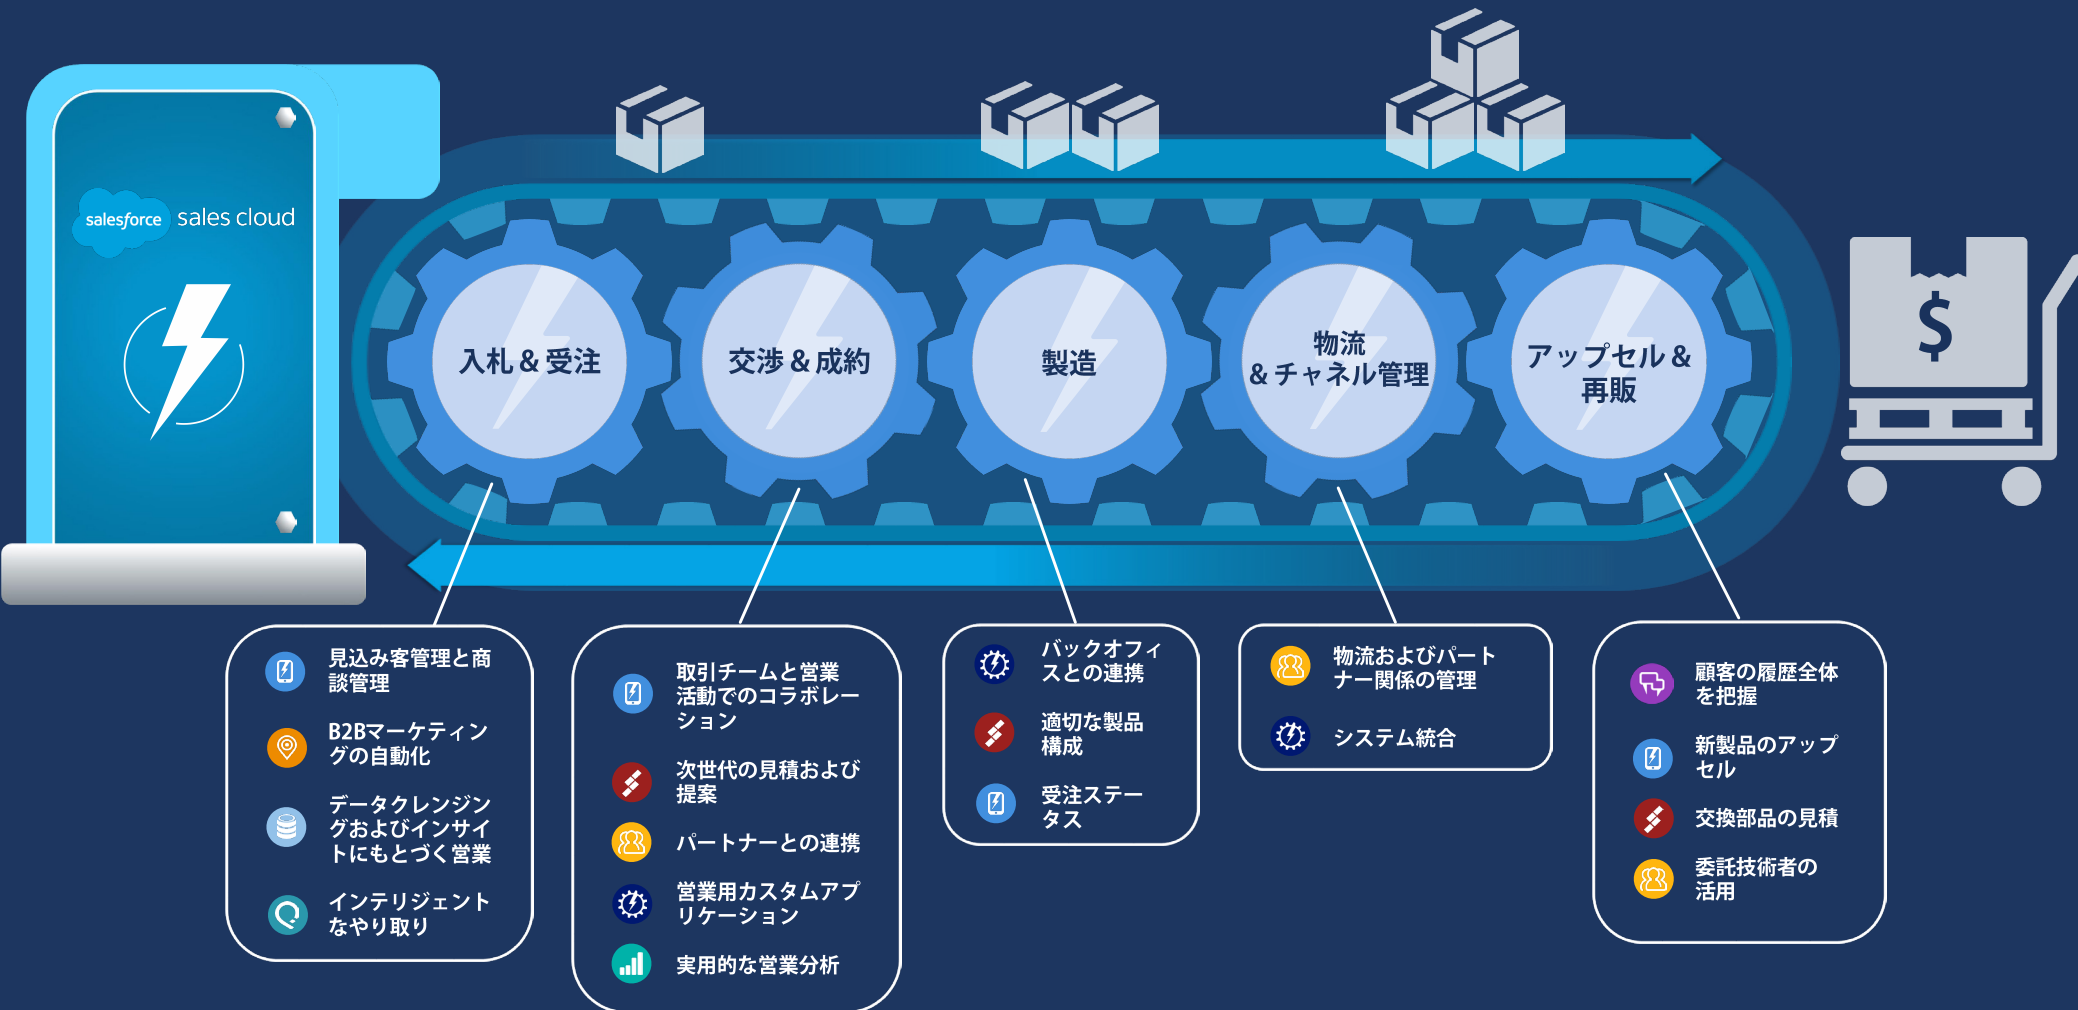 salesforce sales cloud
入札 & 受注
交渉 & 成約
製造
物流
& チャネル管理
アップセル &
再販
$
見込み客管理と商
談管理
B2Bマーケティン
グの自動化
データクレンジン
グおよびインサイ
トにもとづく営業
インテリジェント
なやり取り
取引チームと営業
活動でのコラボレー
ション
次世代の見積および
提案
パートナーとの連携
営業用カスタムアプ
リケーション
実用的な営業分析
バックオフィ
スとの連携
適切な製品
構成
受注ステー
タス
物流およびパート
ナー関係の管理
システム統合
顧客の履歴全体
を把握
新製品のアップ
セル
交換部品の見積
委託技術者の
活用